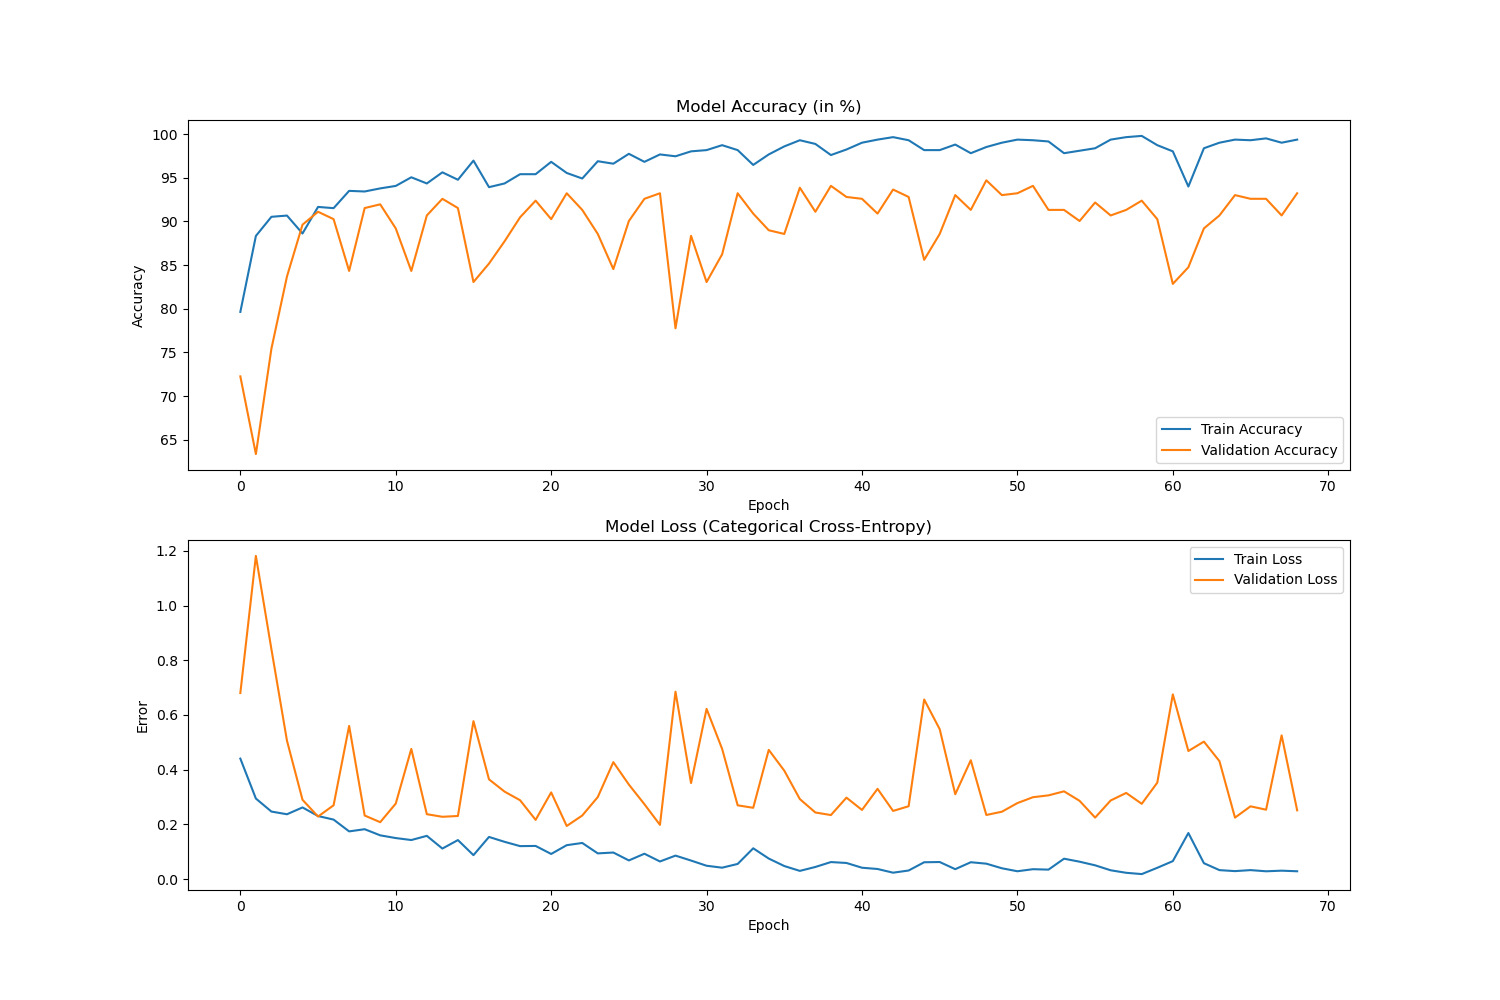 Model Accuracy (in %)
100
95
90
85
80
75
70
65
Accuracy
Train Accuracy
Validation Accuracy
0 10 20 30 40 50 60 70
Epoch
Model Loss (Categorical Cross-Entropy)
1.2
1.0
0.8
0.6
0.4
0.2
0.0
Error
Train Loss
Validation Loss
0 10 20 30 40 50 60 70
Epoch